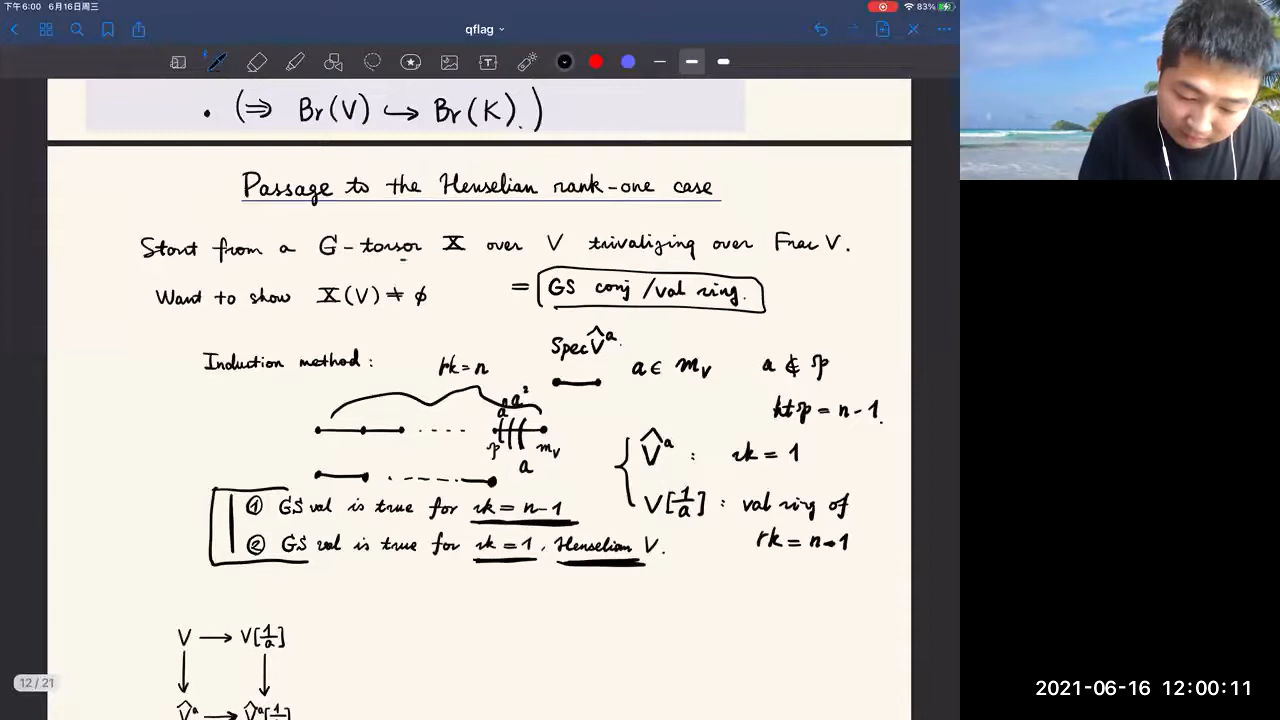 下午6:00 6月16日周三
83%
qflag
• (⇒ Br(V) ↪ Br(K).)
Passage to the Henselian rank-one case
Start from a G-torsor X over V trivalizing over Frac V.
Want to show X(V) ≠ ϕ = GS conj / val ring.
Induction method:
rk = n
Spec V̂ᵃ.
a ∈ m_V a ∉ p
ht p = n-1.
a a²
p m_V
a
V̂ᵃ : rk = 1
V[1/a] : val ring of
rk = n-1
① GS val is true for rk = n-1
② GS val is true for rk = 1, Henselian V.
V → V[1/a]
V̂ᵃ → V̂ᵃ[1/
12/21
2021-06-16 12:00:11